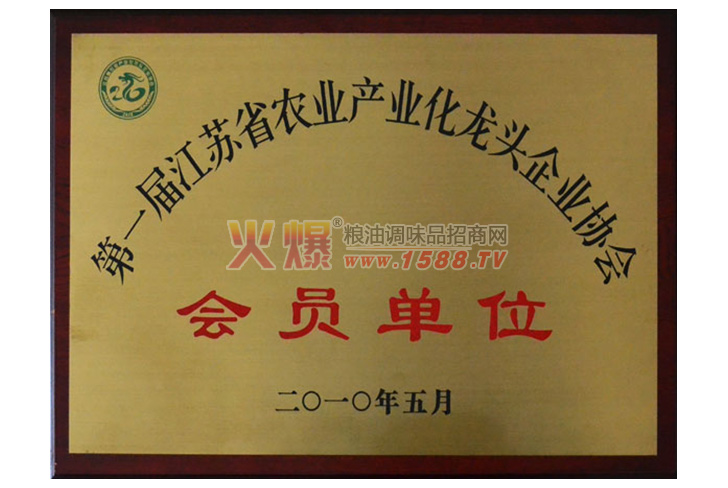 第一届江苏省农业产业化龙头企业协会
火爆®粮油调味品招商网
www.1588.TV
会员单位
二〇一〇年五月